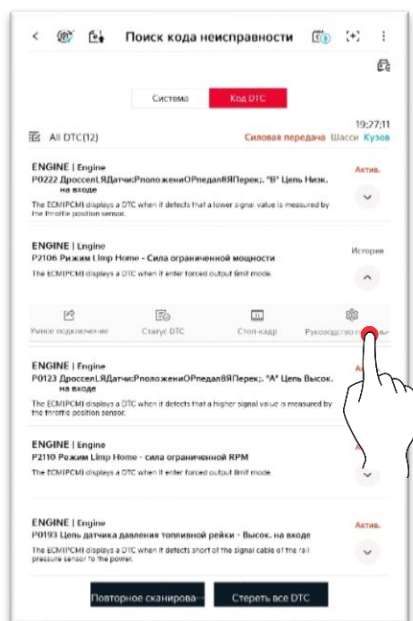 Поиск кода неисправности
Система
Код DTC
19:27:11
All DTC(12)
Силовая передача Шасси Кузов
ENGINE | Engine
Актив.
P0222 ДросселLЯДатчи:РположениОРпедалВЯПерек;. "B" Цепь Низк.
на входе
The ECM(PCM) displays a DTC when it detects that a lower signal value is measured by
the throttle position sensor.
ENGINE | Engine
История
P2106 Режим Limp Home - Сила ограниченной мощности
The ECM(PCM) displays a DTC when it enter forced output limit mode.
Умное подключение
Статус DTC
Стоп-кадр
Руководство
ENGINE | Engine
P0123 ДросселLЯДатчи:РположениОРпедалВЯПерек;. "A" Цепь Высок.
на входе
The ECM(PCM) displays a DTC when it detects that a higher signal value is measured by
the throttle position sensor.
ENGINE | Engine
P2110 Режим Limp Home - сила ограниченной RPM
The ECM(PCM) displays a DTC when it enter forced output limit mode.
ENGINE | Engine
Актив.
P0193 Цепь датчика давления топливной рейки - Высок. на входе
The ECM(PCM) displays a DTC when it detects short of the signal cable of the rail
pressure sensor to the power.
Повторное сканирова···
Стереть все DTC